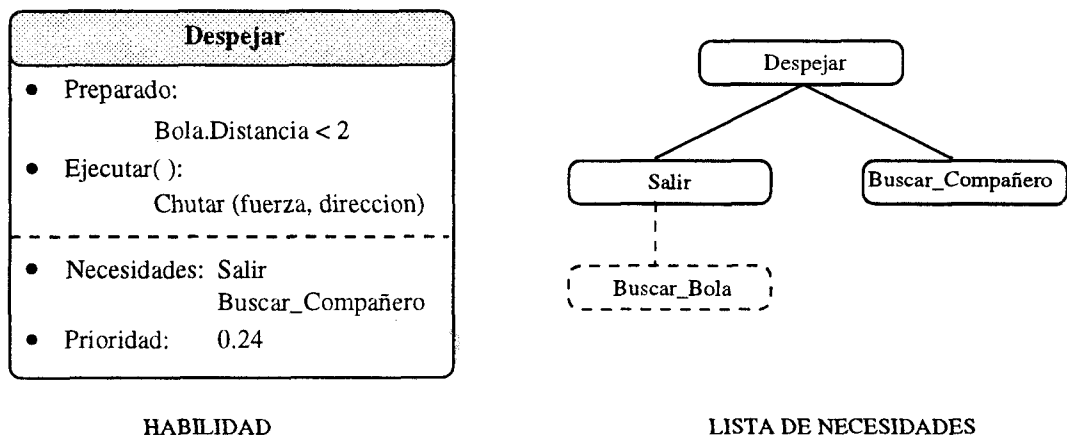 Despejar
• Preparado:
Bola.Distancia < 2
• Ejecutar( ):
Chutar (fuerza, direccion)
• Necesidades: Salir
Buscar_Compañero
• Prioridad: 0.24
HABILIDAD
Despejar
Salir
Buscar_Compañero
Buscar_Bola
LISTA DE NECESIDADES